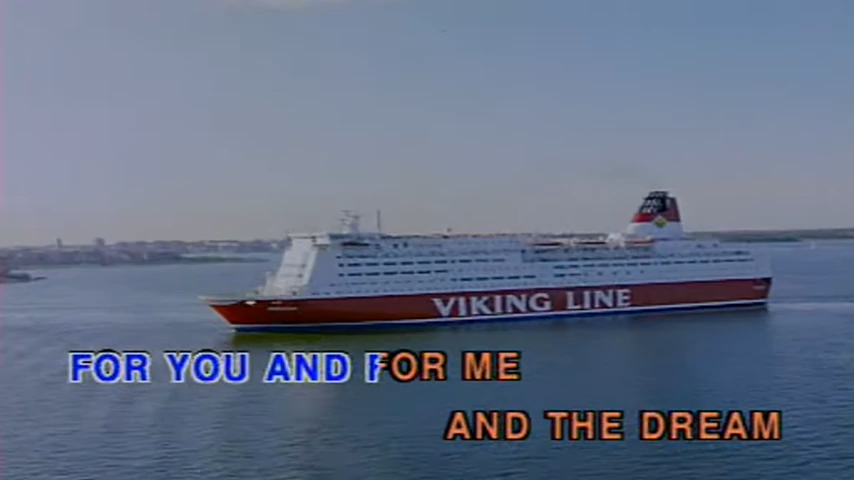 VIKING LINE
FOR YOU AND FOR ME
AND THE DREAM